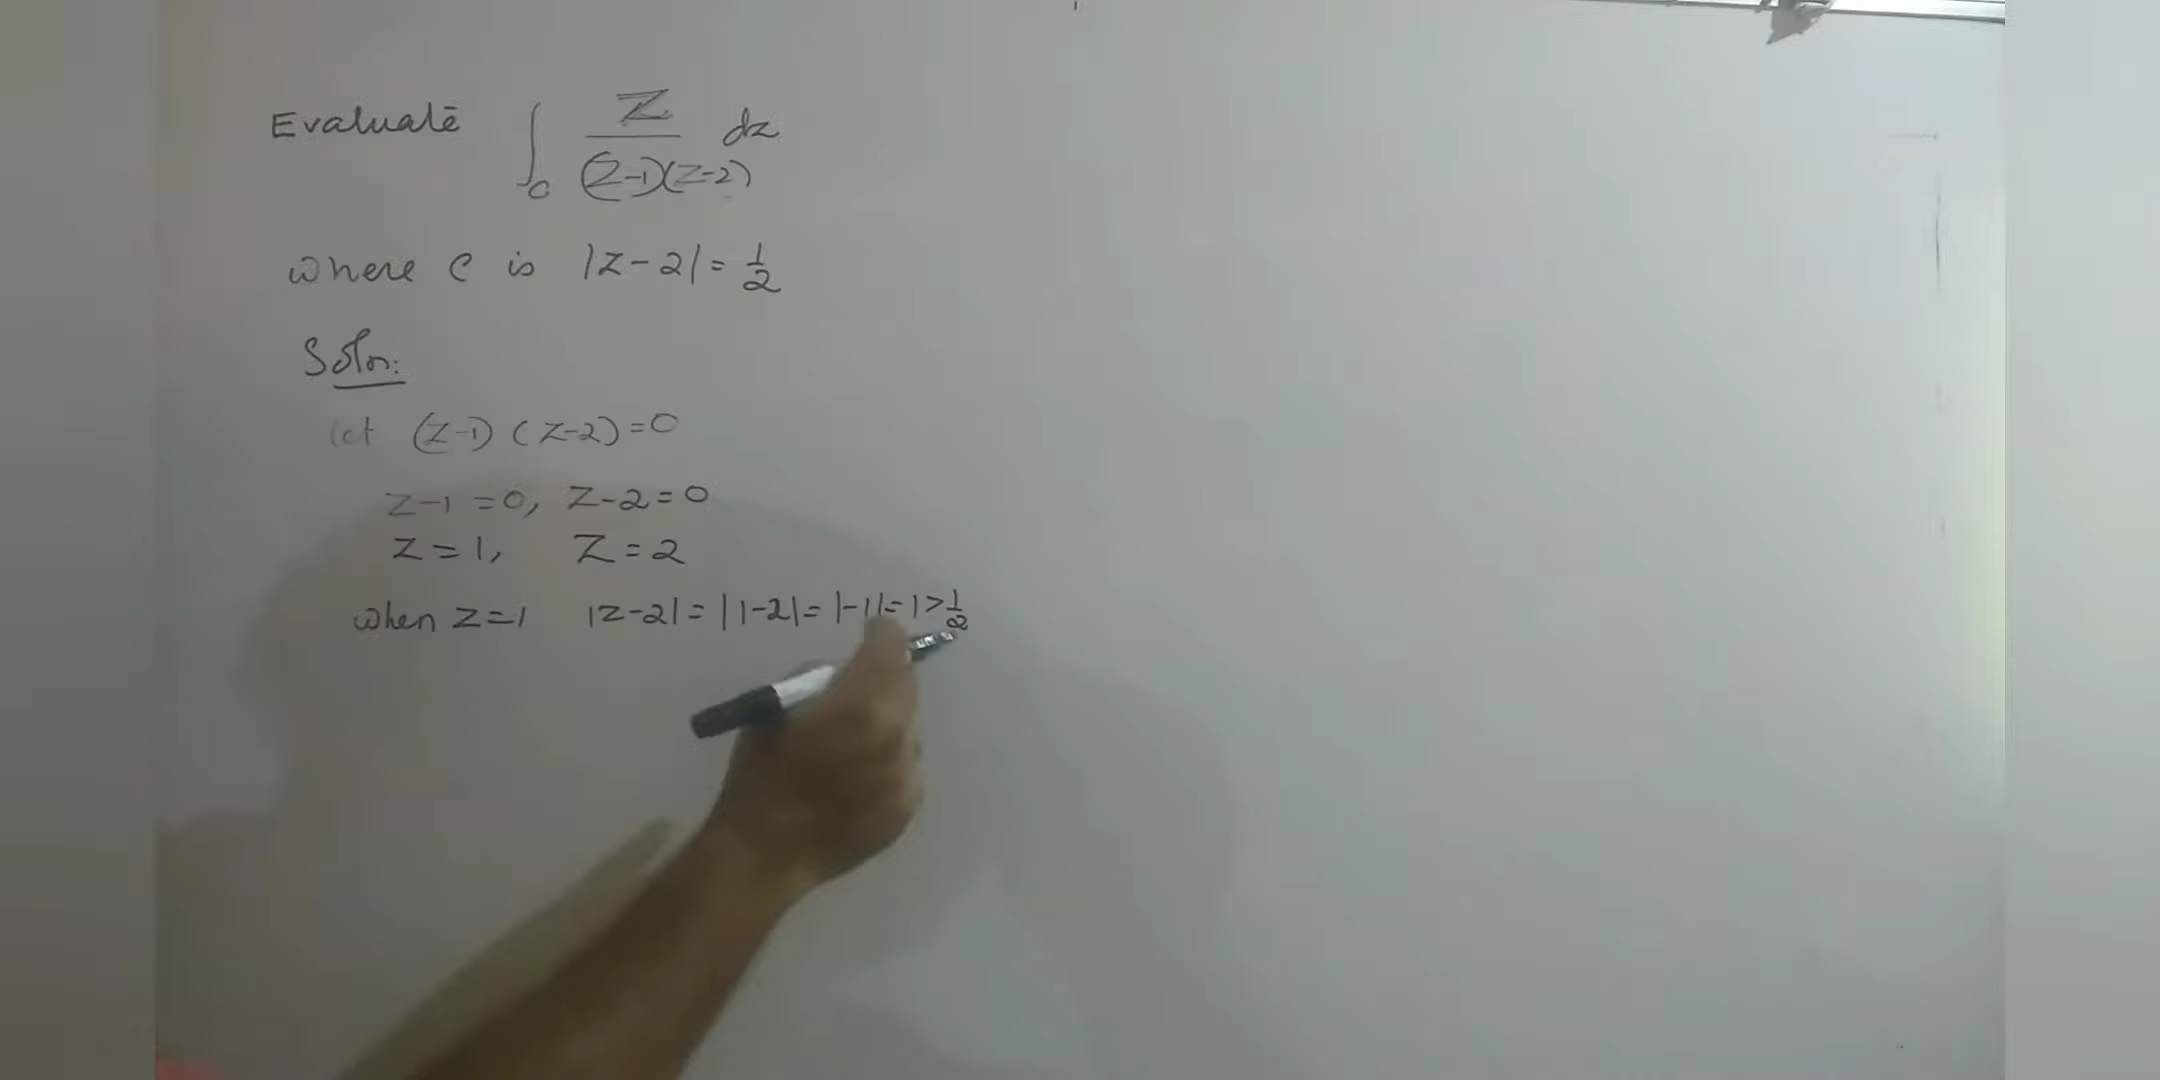 Evaluate ∫_C z/((z-1)(z-2)) dz
where C is |z-2| = 1/2
Soln:
let (z-1) (z-2) = 0
z-1 = 0, z-2 = 0
z = 1, z = 2
when z = 1 |z-2| = |1-2| = |-1| = 1 > 1/2